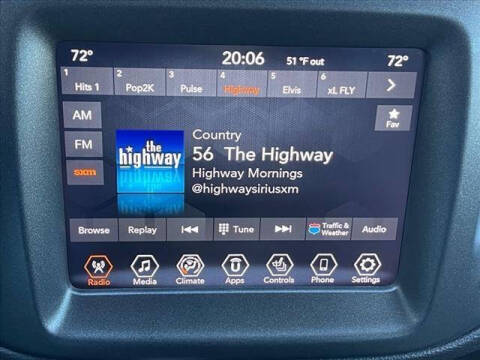 72° 20:06 51 °F out 72°
1 Hits 1 2 Pop2K 3 Pulse 4 Highway 5 Elvis 6 xL FLY
AM
Fav
FM
sxm
the
highway
Country
56 The Highway
Highway Mornings
@highwaysiriusxm
Browse Replay Tune Traffic & Weather Audio
Radio Media Climate Apps Controls Phone Settings